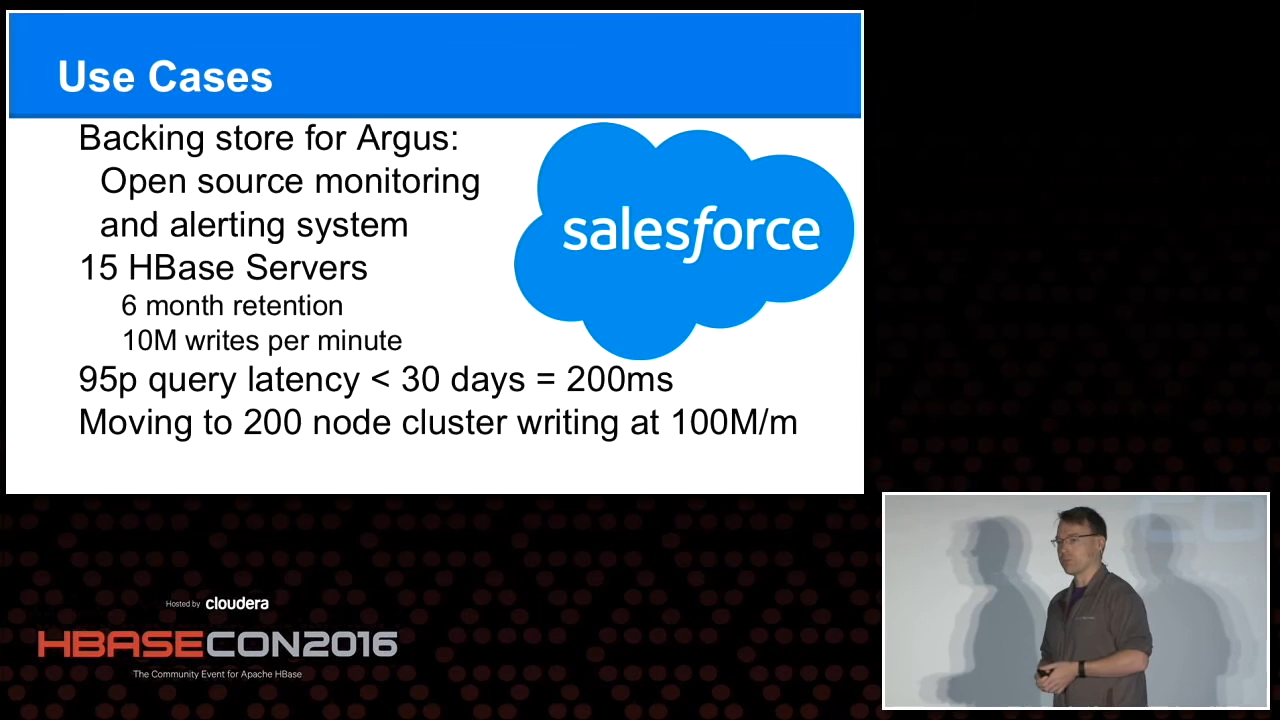 Use Cases
Backing store for Argus:
Open source monitoring
and alerting system
15 HBase Servers
6 month retention
10M writes per minute
95p query latency < 30 days = 200ms
Moving to 200 node cluster writing at 100M/m
salesforce
Hosted by cloudera
HBASECON2016
The Community Event for Apache HBase